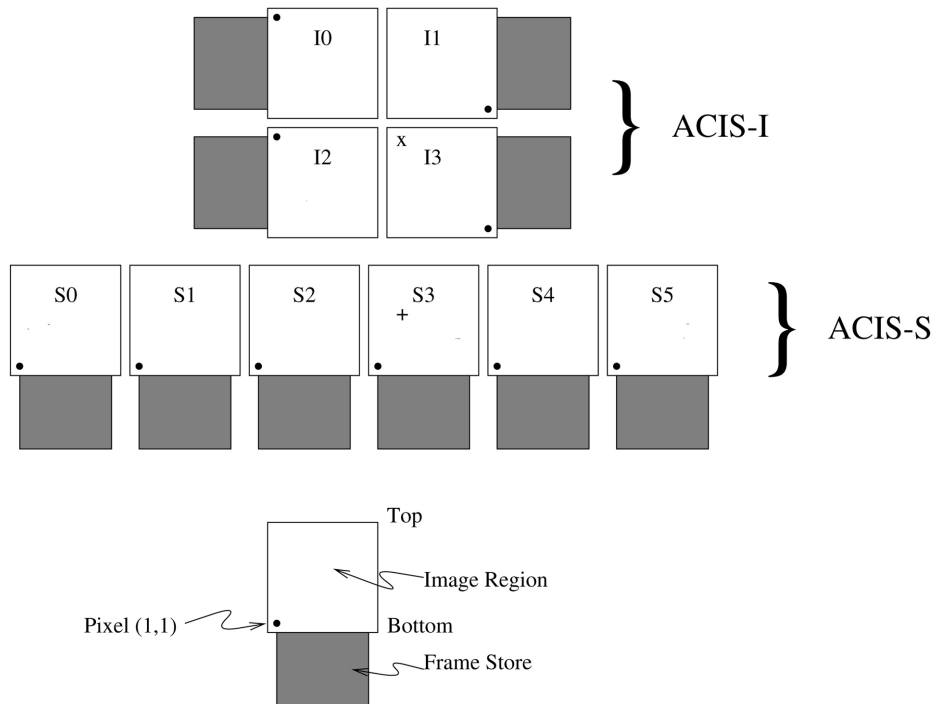 I0 I1
ACIS-I
x
I2 I3
S0 S1 S2 S3 S4 S5
+
ACIS-S
Top
Image Region
Pixel (1,1) Bottom
Frame Store